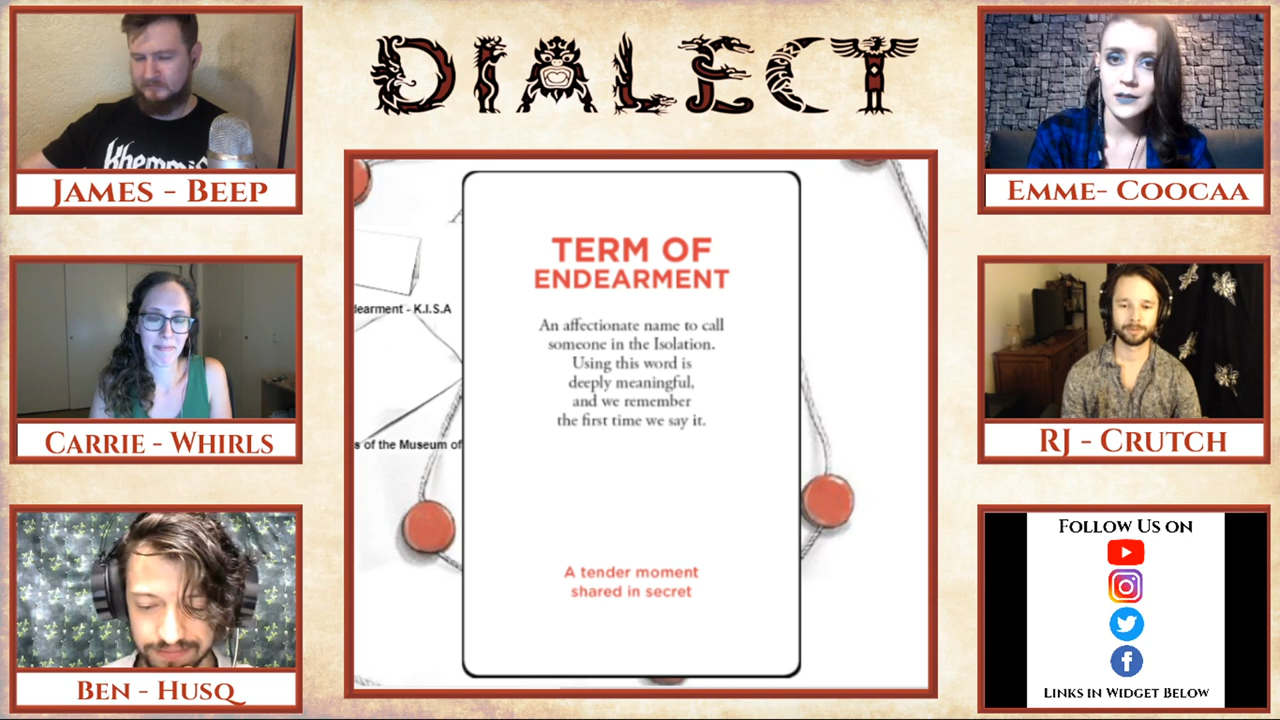 DIALECT
Khemmis
JAMES - BEEP
EMME- COOCAA
CARRIE - WHIRLS
RJ - CRUTCH
BEN - HUSQ
TERM OF
ENDEARMENT
An affectionate name to call
someone in the Isolation.
Using this word is
deeply meaningful,
and we remember
the first time we say it.
A tender moment
shared in secret
learment - K.I.S.A
s of the Museum of
FOLLOW US ON
LINKS IN WIDGET BELOW